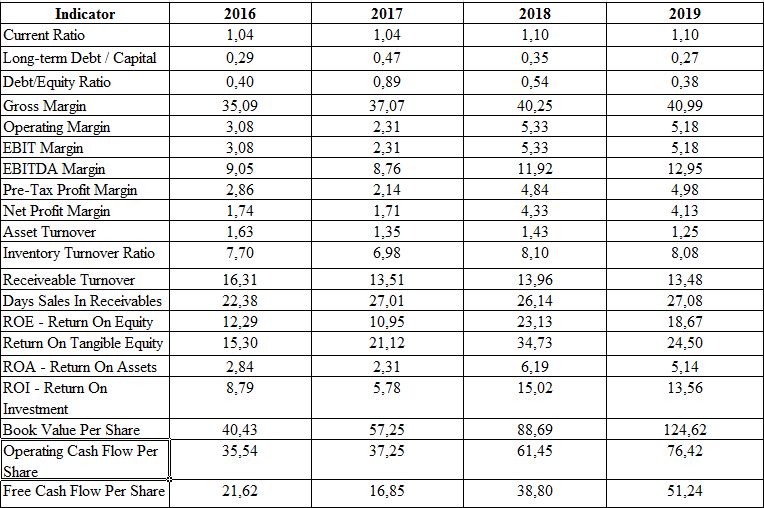 Indicator 2016 2017 2018 2019
Current Ratio 1,04 1,04 1,10 1,10
Long-term Debt / Capital 0,29 0,47 0,35 0,27
Debt/Equity Ratio 0,40 0,89 0,54 0,38
Gross Margin 35,09 37,07 40,25 40,99
Operating Margin 3,08 2,31 5,33 5,18
EBIT Margin 3,08 2,31 5,33 5,18
EBITDA Margin 9,05 8,76 11,92 12,95
Pre-Tax Profit Margin 2,86 2,14 4,84 4,98
Net Profit Margin 1,74 1,71 4,33 4,13
Asset Turnover 1,63 1,35 1,43 1,25
Inventory Turnover Ratio 7,70 6,98 8,10 8,08
Receiveable Turnover 16,31 13,51 13,96 13,48
Days Sales In Receivables 22,38 27,01 26,14 27,08
ROE - Return On Equity 12,29 10,95 23,13 18,67
Return On Tangible Equity 15,30 21,12 34,73 24,50
ROA - Return On Assets 2,84 2,31 6,19 5,14
ROI - Return On 8,79 5,78 15,02 13,56
Investment
Book Value Per Share 40,43 57,25 88,69 124,62
Operating Cash Flow Per 35,54 37,25 61,45 76,42
Share
Free Cash Flow Per Share 21,62 16,85 38,80 51,24